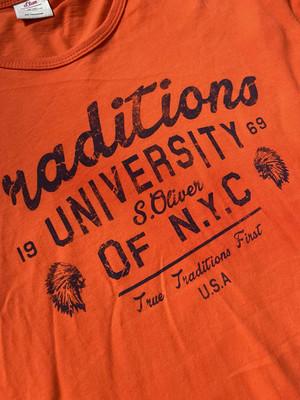 raditions
UNIVERSITY
19 S.Oliver 69
OF N.Y.C
True Traditions First
U.S.A